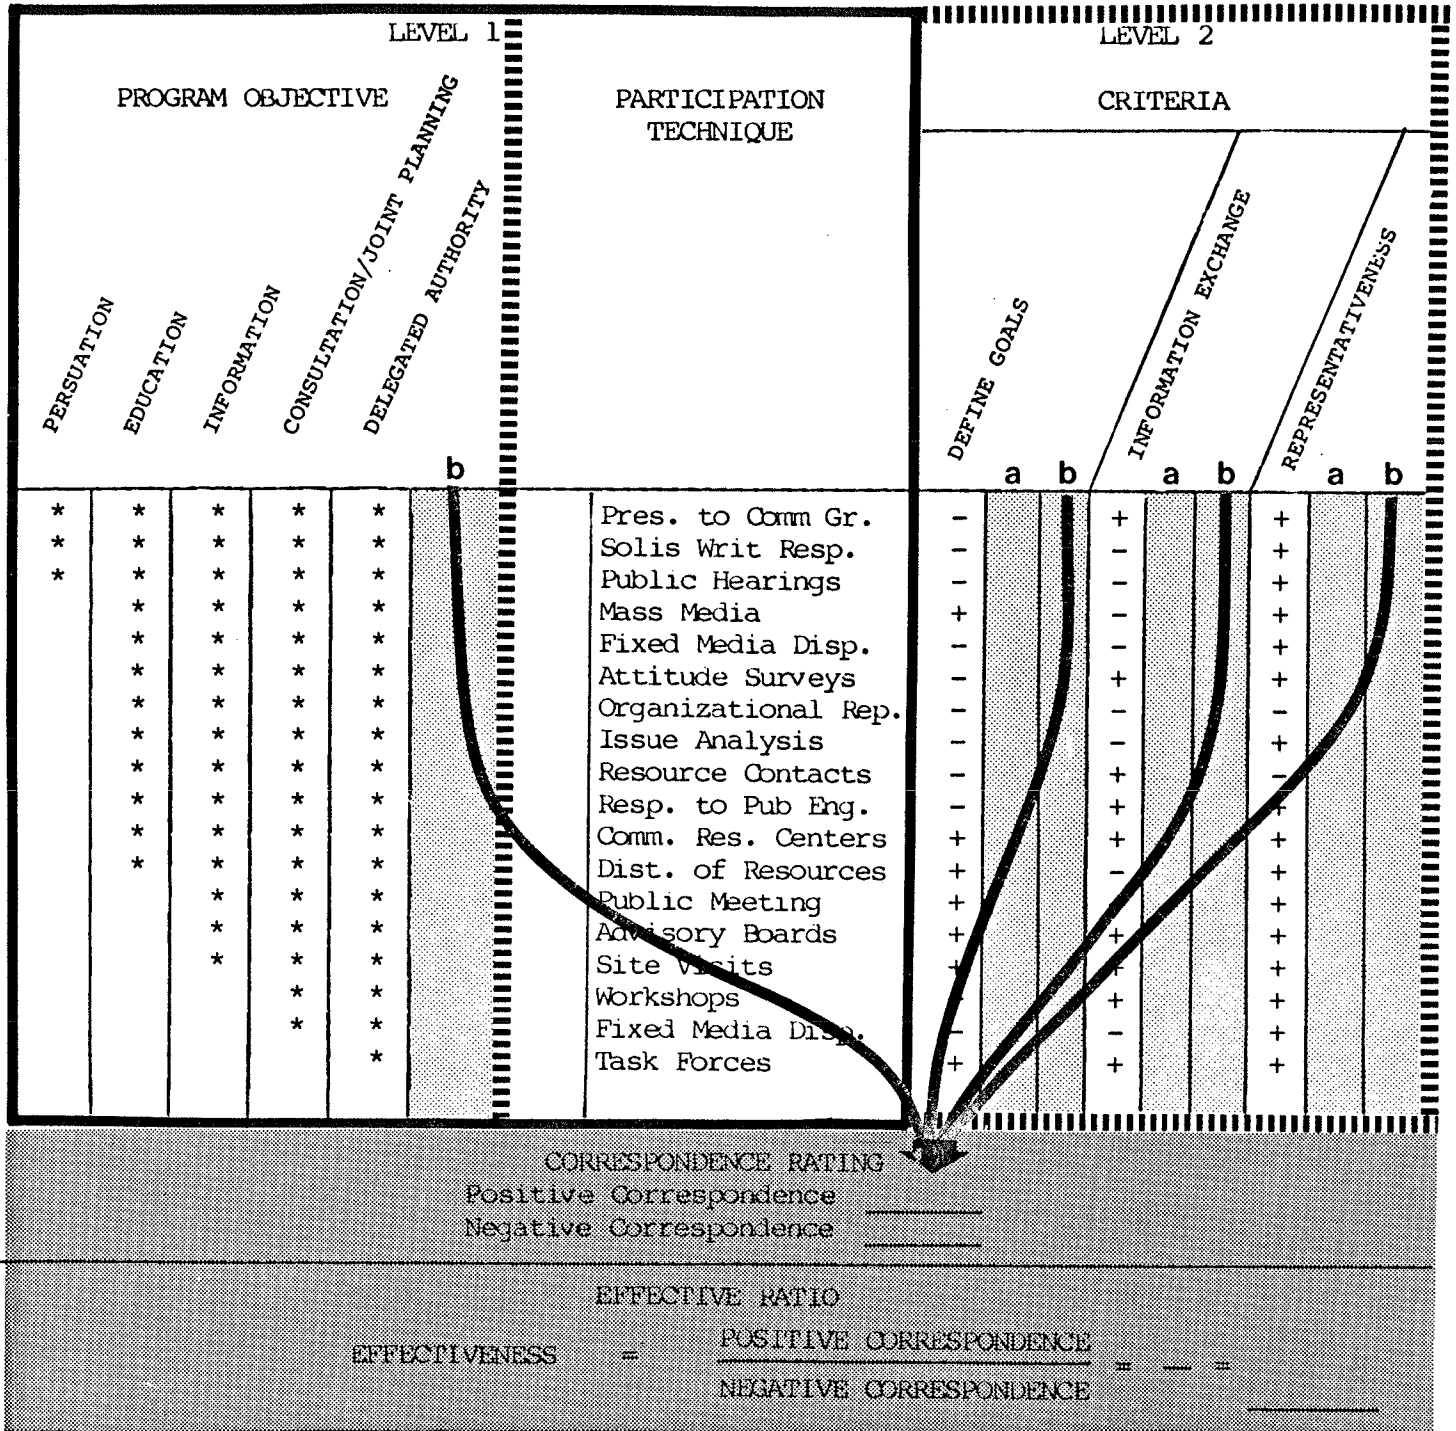 LEVEL 1
LEVEL 2
PROGRAM OBJECTIVE
PARTICIPATION
TECHNIQUE
CRITERIA
PERSUATION
EDUCATION
INFORMATION
CONSULTATION/JOINT PLANNING
DELEGATED AUTHORITY
b
DEFINE GOALS
a b
INFORMATION EXCHANGE
a b
REPRESENTATIVENESS
a b
* * * * * Pres. to Comm Gr. - + +
* * * * * Solis Writ Resp. - - +
* * * * * Public Hearings - - +
* * * * Mass Media + - +
* * * * Fixed Media Disp. - - +
* * * * Attitude Surveys - + +
* * * * Organizational Rep. - - -
* * * * Issue Analysis - - +
* * * * Resource Contacts - + -
* * * * Resp. to Pub Enq. - + +
* * * * Comm. Res. Centers + + +
* * * * Dist. of Resources + - +
* * * Public Meeting + +
* * * Advisory Boards + + +
* * * Site Visits + + +
* * Workshops + +
* * Fixed Media Disp. - - +
* Task Forces + + +
CORRESPONDENCE RATING
Positive Correspondence
Negative Correspondence
EFFECTIVE RATIO
EFFECTIVENESS = POSITIVE CORRESPONDENCE = — =
NEGATIVE CORRESPONDENCE